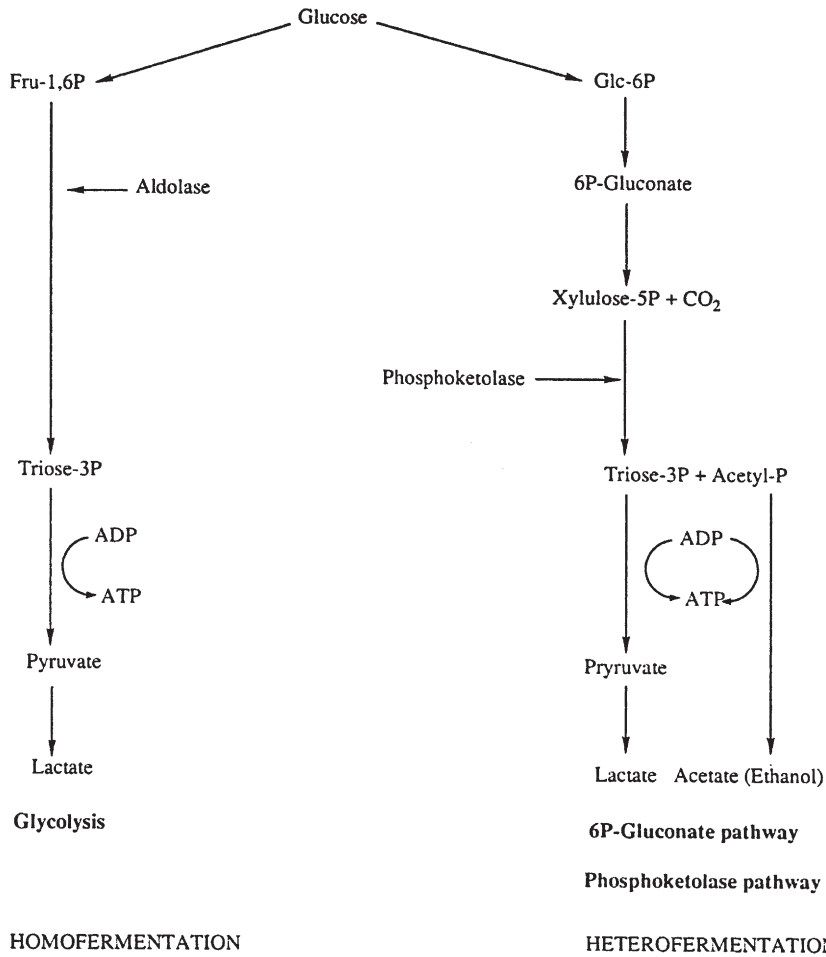 Glucose
Fru-1,6P
Glc-6P
Aldolase
6P-Gluconate
Xylulose-5P + CO2
Phosphoketolase
Triose-3P
Triose-3P + Acetyl-P
ADP
ADP
ATP
ATP
Pyruvate
Pryruvate
Lactate
Lactate Acetate (Ethanol)
Glycolysis
6P-Gluconate pathway
Phosphoketolase pathway
HOMOFERMENTATION
HETEROFERMENTATION